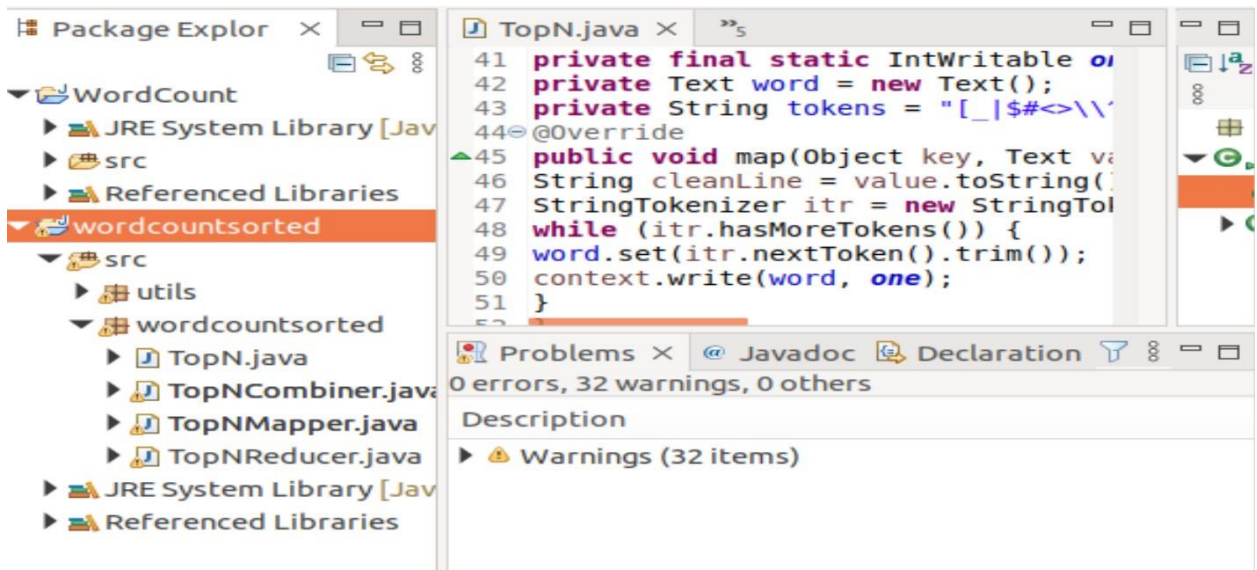 Package Explor
WordCount
JRE System Library [Jav
src
Referenced Libraries
wordcountsorted
src
utils
wordcountsorted
TopN.java
TopNCombiner.java
TopNMapper.java
TopNReducer.java
JRE System Library [Jav
Referenced Libraries
TopN.java
»5
41 private final static IntWritable on
42 private Text word = new Text();
43 private String tokens = "[_|$#<>\\^
44 @Override
45 public void map(Object key, Text va
46 String cleanLine = value.toString()
47 StringTokenizer itr = new StringTok
48 while (itr.hasMoreTokens()) {
49 word.set(itr.nextToken().trim());
50 context.write(word, one);
51 }
Problems @ Javadoc Declaration
0 errors, 32 warnings, 0 others
Description
Warnings (32 items)